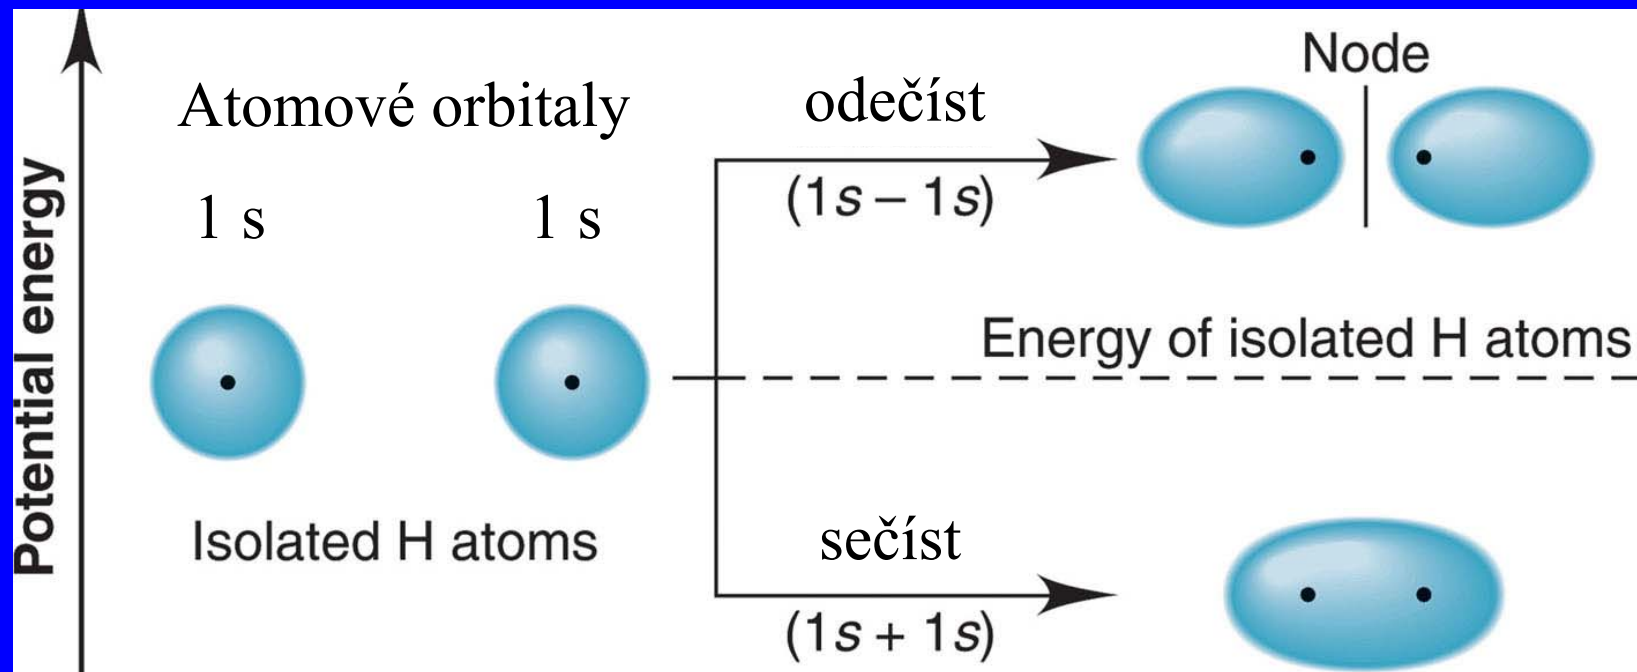 Potential energy
Atomové orbitaly
1 s
1 s
Isolated H atoms
odečíst
(1s – 1s)
Node
Energy of isolated H atoms
sečíst
(1s + 1s)